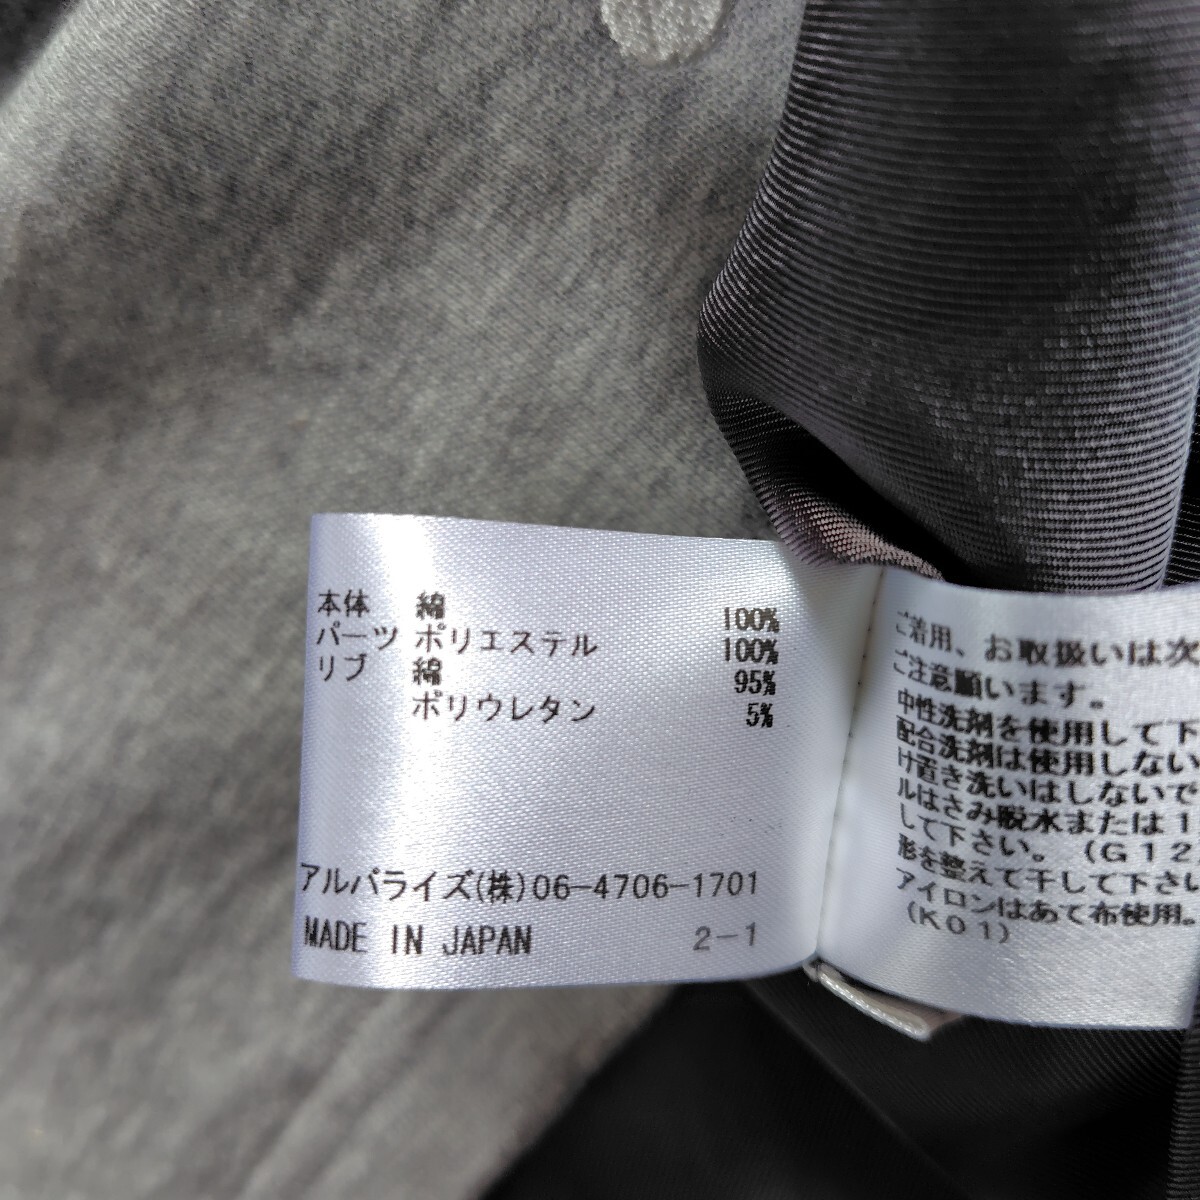 本体 綿 100%
パーツ ポリエステル 100%
リブ 綿 95%
ポリウレタン 5%
アルバライズ(株)06-4706-1701
MADE IN JAPAN 2-1
ご着用、お取扱いは次
ご注意願います。
中性洗剤を使用して下
配合洗剤は使用しない
け置き洗いはしないで
ルはさみ脱水または1
して下さい。(G12
形を整えて干して下さい
アイロンはあて布使用。
(K01)